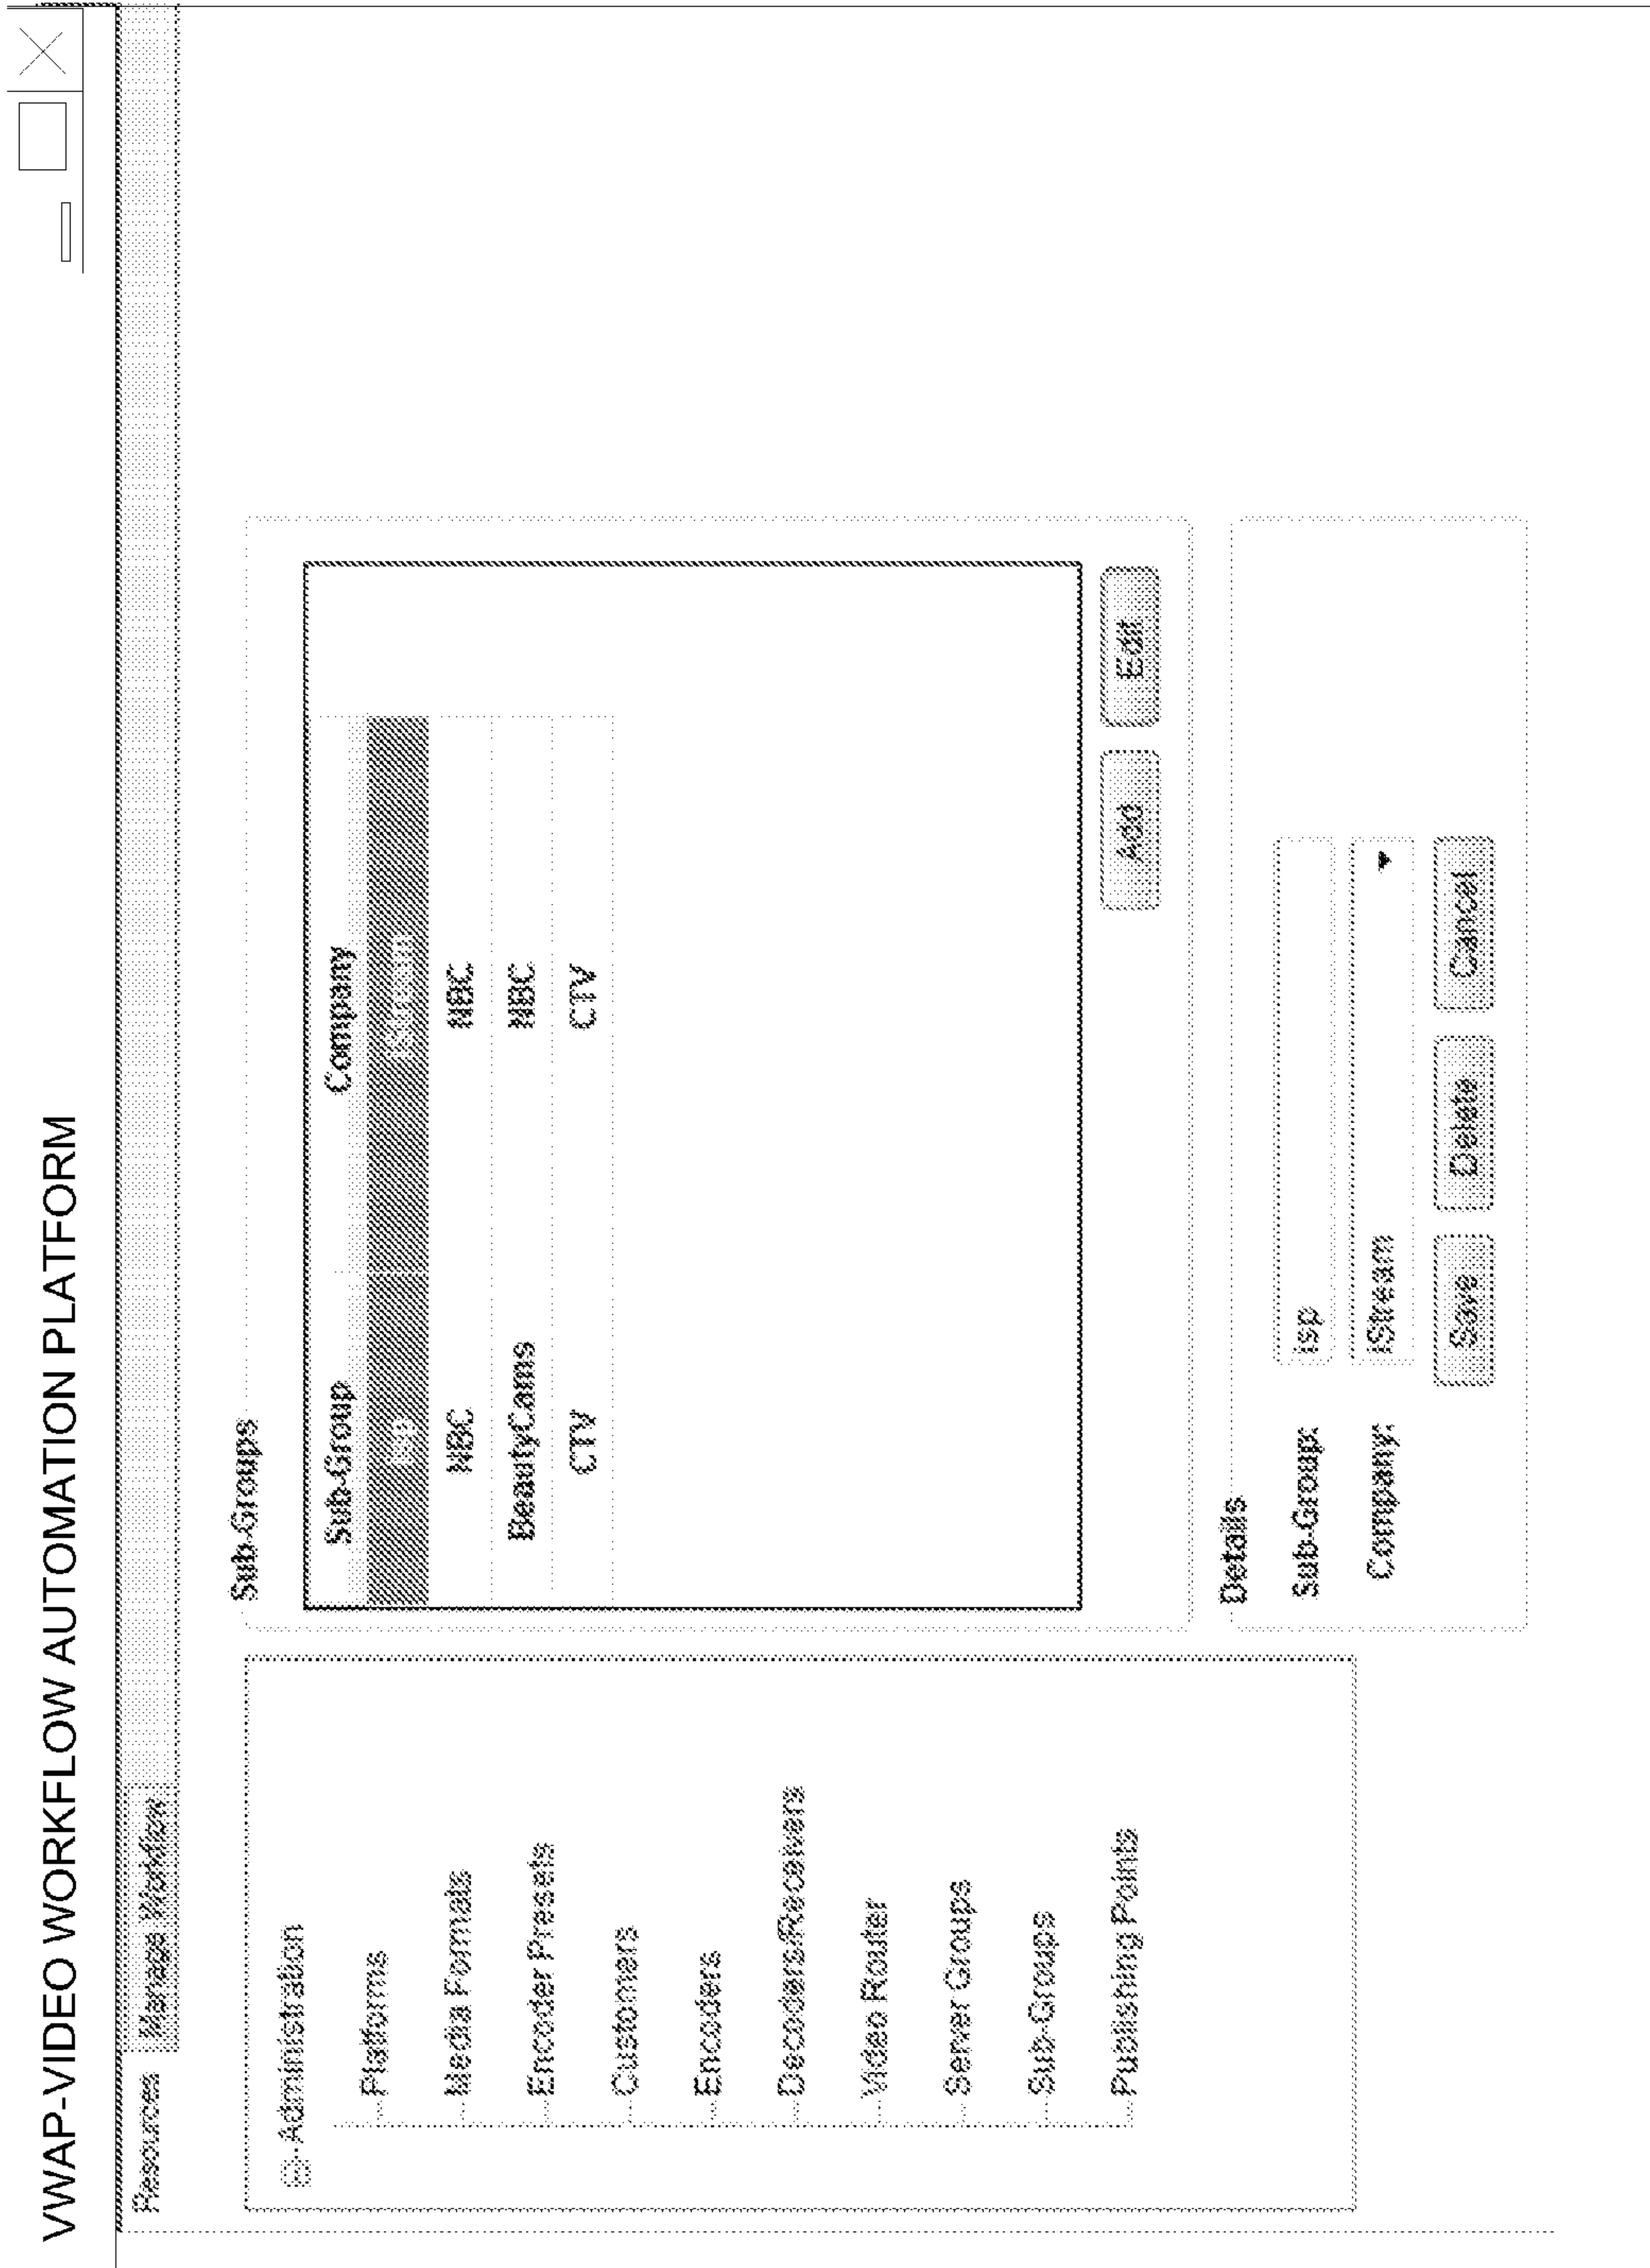 VWAP-VIDEO WORKFLOW AUTOMATION PLATFORM
Resources Manage Workflow
Administration
Platforms
Media Formats
Encoder Presets
Customers
Encoders
Decoders/Receivers
Video Router
Server Groups
Sub-Groups
Publishing Points
Sub-Groups
Sub-Group Company
isp iStream
NBC NBC
BeautyCams NBC
CTV CTV
Add Edit
Details
Sub-Group: isp
Company: iStream
Save Delete Cancel